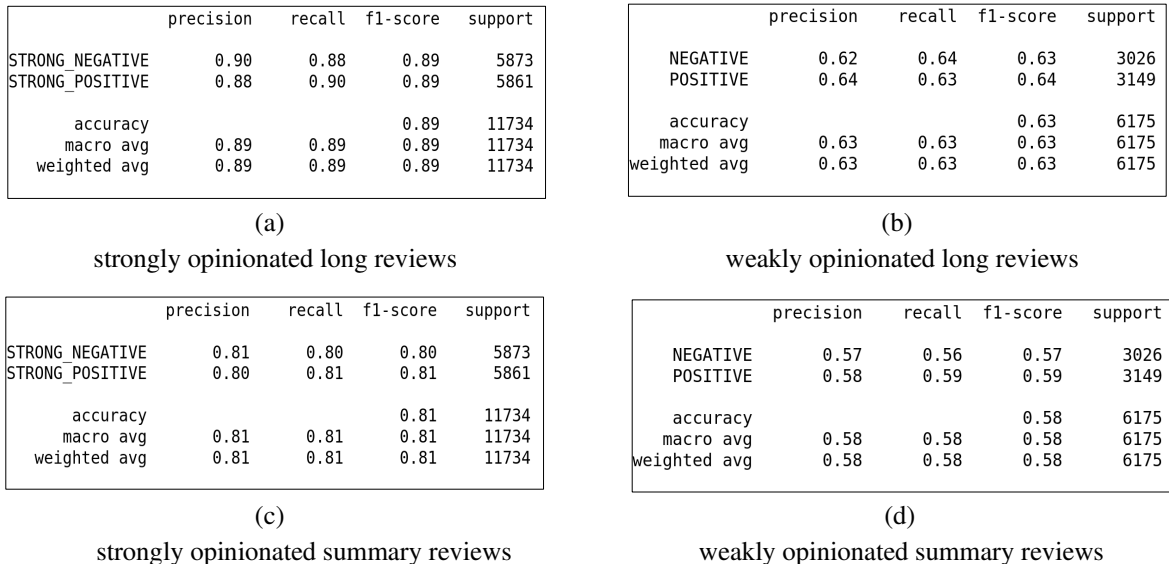 precision recall f1-score support
STRONG_NEGATIVE 0.90 0.88 0.89 5873
STRONG_POSITIVE 0.88 0.90 0.89 5861
accuracy 0.89 11734
macro avg 0.89 0.89 0.89 11734
weighted avg 0.89 0.89 0.89 11734
(a)
strongly opinionated long reviews
precision recall f1-score support
NEGATIVE 0.62 0.64 0.63 3026
POSITIVE 0.64 0.63 0.64 3149
accuracy 0.63 6175
macro avg 0.63 0.63 0.63 6175
weighted avg 0.63 0.63 0.63 6175
(b)
weakly opinionated long reviews
precision recall f1-score support
STRONG_NEGATIVE 0.81 0.80 0.80 5873
STRONG_POSITIVE 0.80 0.81 0.81 5861
accuracy 0.81 11734
macro avg 0.81 0.81 0.81 11734
weighted avg 0.81 0.81 0.81 11734
(c)
strongly opinionated summary reviews
precision recall f1-score support
NEGATIVE 0.57 0.56 0.57 3026
POSITIVE 0.58 0.59 0.59 3149
accuracy 0.58 6175
macro avg 0.58 0.58 0.58 6175
weighted avg 0.58 0.58 0.58 6175
(d)
weakly opinionated summary reviews